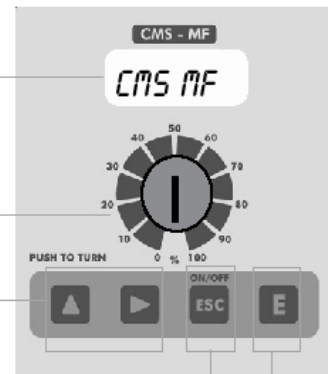 CMS - MF
CMS MF
50
40 60
30 70
20 80
10 90
0 % 100
PUSH TO TURN
ON/OFF
ESC E